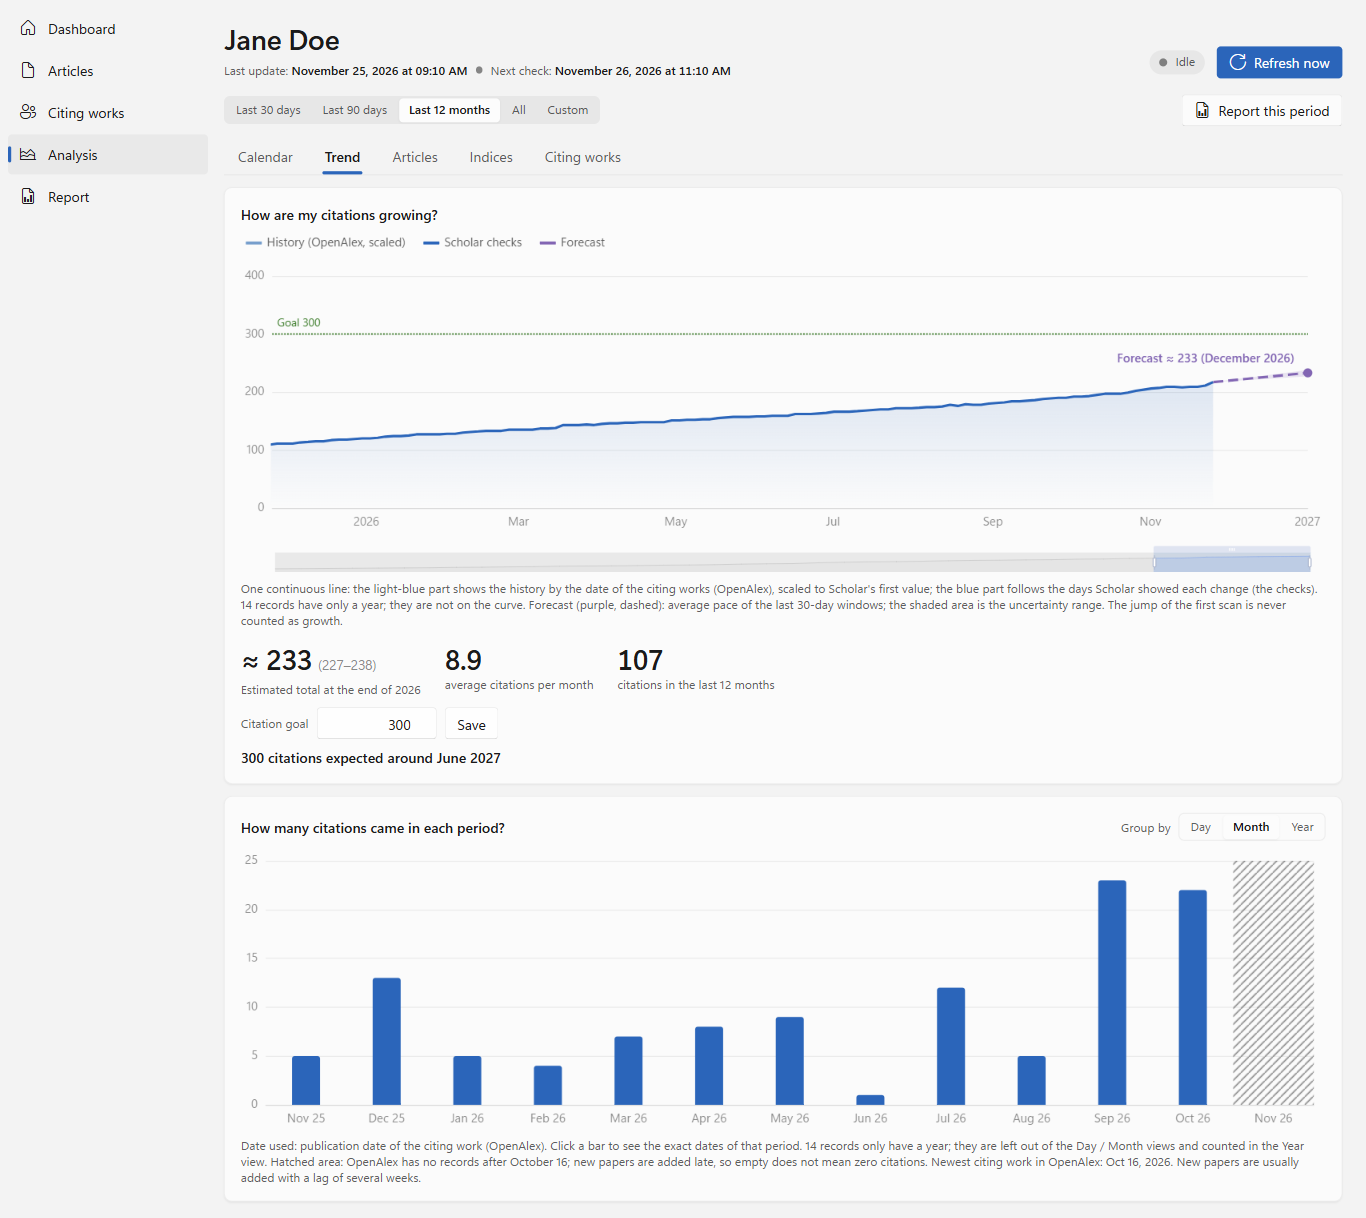 Dashboard
Articles
Citing works
Analysis
Report
Jane Doe
Last update: November 25, 2026 at 09:10 AM ● Next check: November 26, 2026 at 11:10 AM
Idle
Refresh now
Last 30 days Last 90 days Last 12 months All Custom
Report this period
Calendar Trend Articles Indices Citing works
How are my citations growing?
History (OpenAlex, scaled) Scholar checks Forecast
400
Goal 300
300
Forecast ≈ 233 (December 2026)
200
100
0
2026 Mar May Jul Sep Nov 2027
One continuous line: the light-blue part shows the history by the date of the citing works (OpenAlex), scaled to Scholar's first value; the blue part follows the days Scholar showed each change (the checks).
14 records have only a year; they are not on the curve. Forecast (purple, dashed): average pace of the last 30-day windows; the shaded area is the uncertainty range. The jump of the first scan is never
counted as growth.
≈ 233 (227–238)
Estimated total at the end of 2026
8.9
average citations per month
107
citations in the last 12 months
Citation goal 300 Save
300 citations expected around June 2027
How many citations came in each period?
Group by Day Month Year
25
20
15
10
5
0
Nov 25 Dec 25 Jan 26 Feb 26 Mar 26 Apr 26 May 26 Jun 26 Jul 26 Aug 26 Sep 26 Oct 26 Nov 26
Date used: publication date of the citing work (OpenAlex). Click a bar to see the exact dates of that period. 14 records only have a year; they are left out of the Day / Month views and counted in the Year
view. Hatched area: OpenAlex has no records after October 16; new papers are added late, so empty does not mean zero citations. Newest citing work in OpenAlex: Oct 16, 2026. New papers are usually
added with a lag of several weeks.